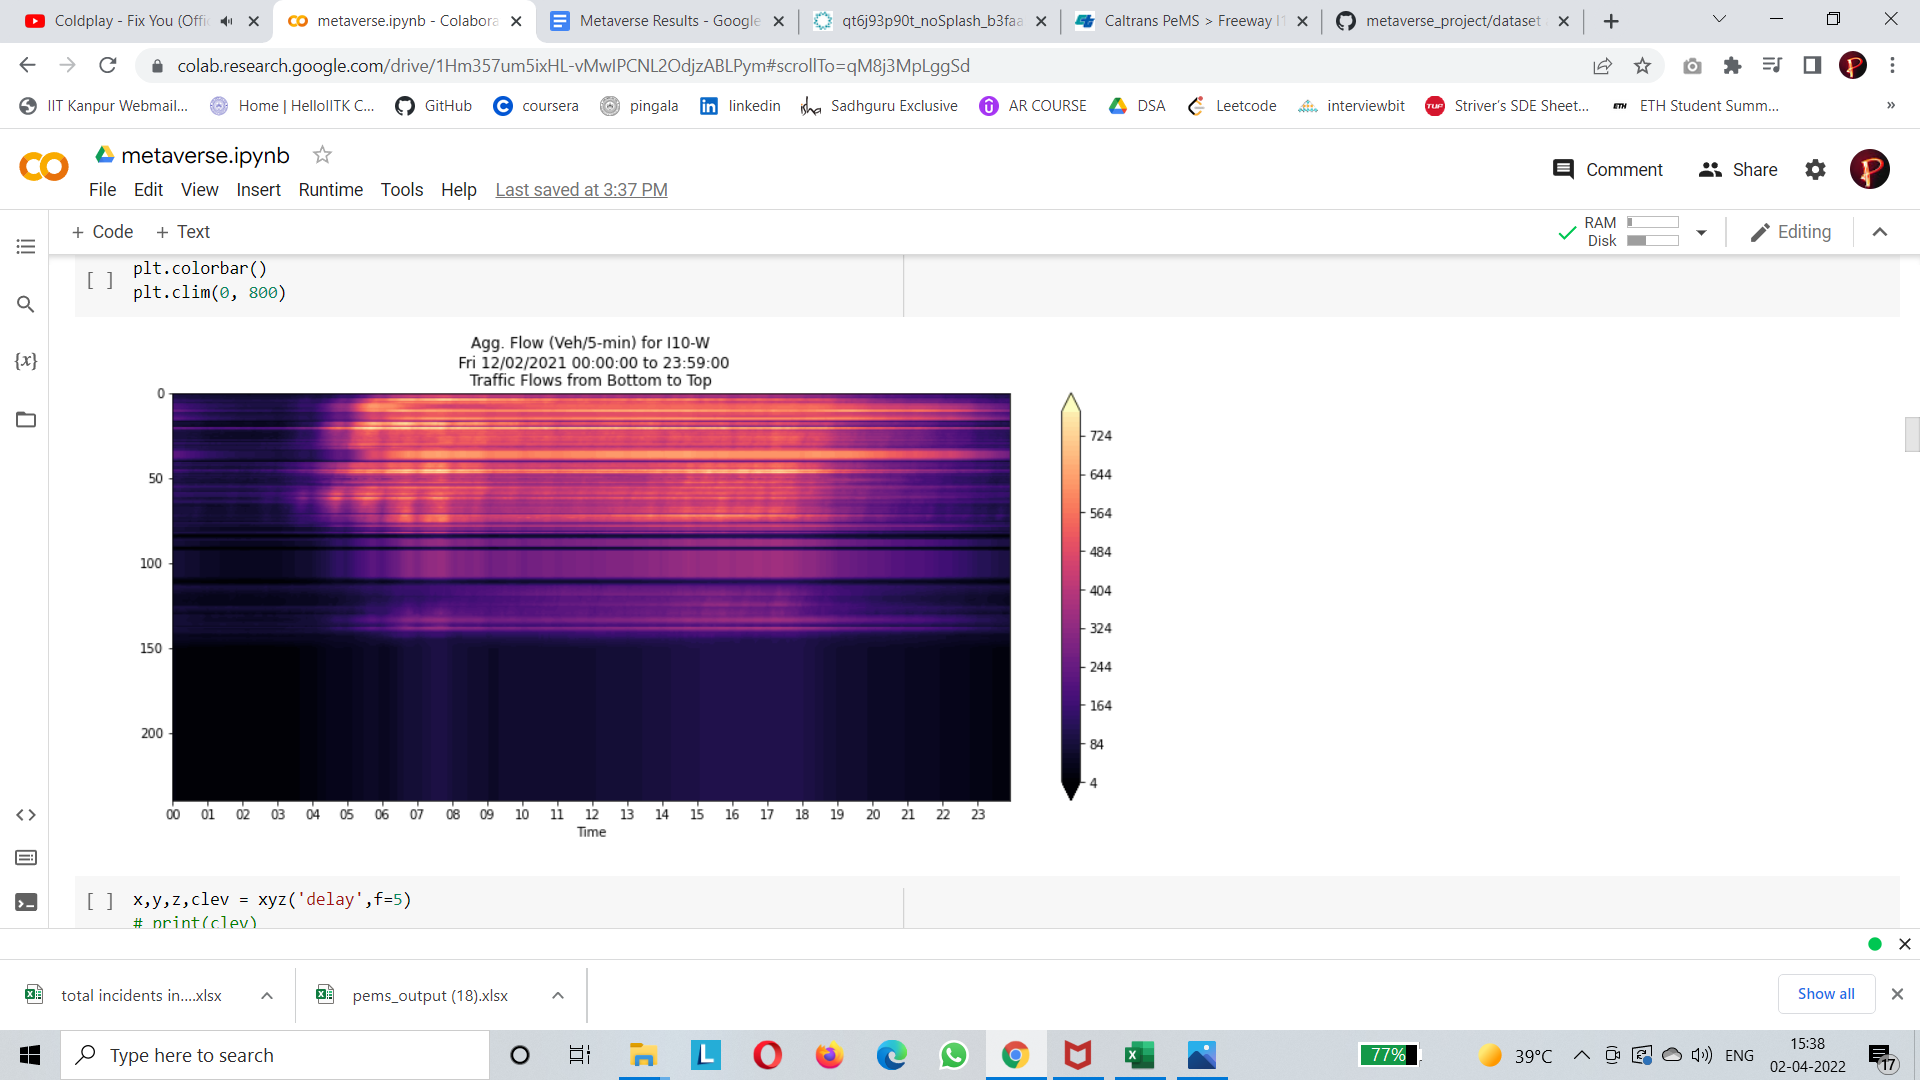 Coldplay - Fix You (Offi
metaverse.ipynb - Colabora
Metaverse Results - Google
qt6j93p90t_noSplash_b3faa
Caltrans PeMS > Freeway I1
metaverse_project/dataset
colab.research.google.com/drive/1Hm357um5ixHL-vMwIPCNL2OdjzABLPym#scrollTo=qM8j3MpLggSd
IIT Kanpur Webmail...
Home | HelloIITK C...
GitHub
coursera
pingala
linkedin
Sadhguru Exclusive
AR COURSE
DSA
Leetcode
interviewbit
TUF Striver's SDE Sheet...
ETH ETH Student Summ...
»
metaverse.ipynb
File Edit View Insert Runtime Tools Help Last saved at 3:37 PM
Comment
Share
+ Code + Text
RAM
Disk
Editing
{x}
[ ] plt.colorbar()
plt.clim(0, 800)
Agg. Flow (Veh/5-min) for I10-W
Fri 12/02/2021 00:00:00 to 23:59:00
Traffic Flows from Bottom to Top
0
50
100
150
200
00 01 02 03 04 05 06 07 08 09 10 11 12 13 14 15 16 17 18 19 20 21 22 23
Time
724
644
564
484
404
324
244
164
84
4
[ ] x,y,z,clev = xyz('delay',f=5)
# print(clev)
total incidents in....xlsx
pems_output (18).xlsx
Show all
Type here to search
L
77%
39°C
ENG
15:38
02-04-2022
17